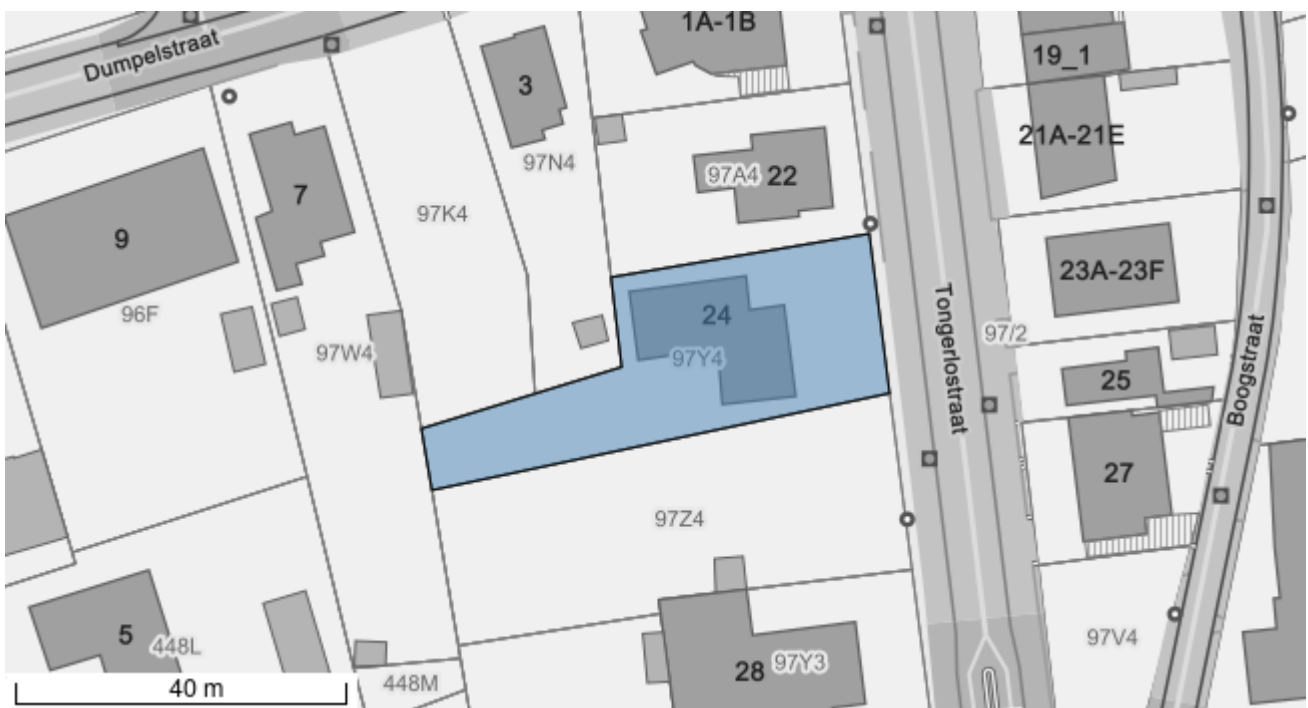 Dumpelstraat
1A-1B
3
19_1
21A-21E
97N4
7
97A4
22
97K4
9
23A-23F
96F
24
Tongerlostraat
97/2
97W4
97Y4
25
Boogstraat
27
97Z4
5
448L
97V4
28
97Y3
448M
40 m